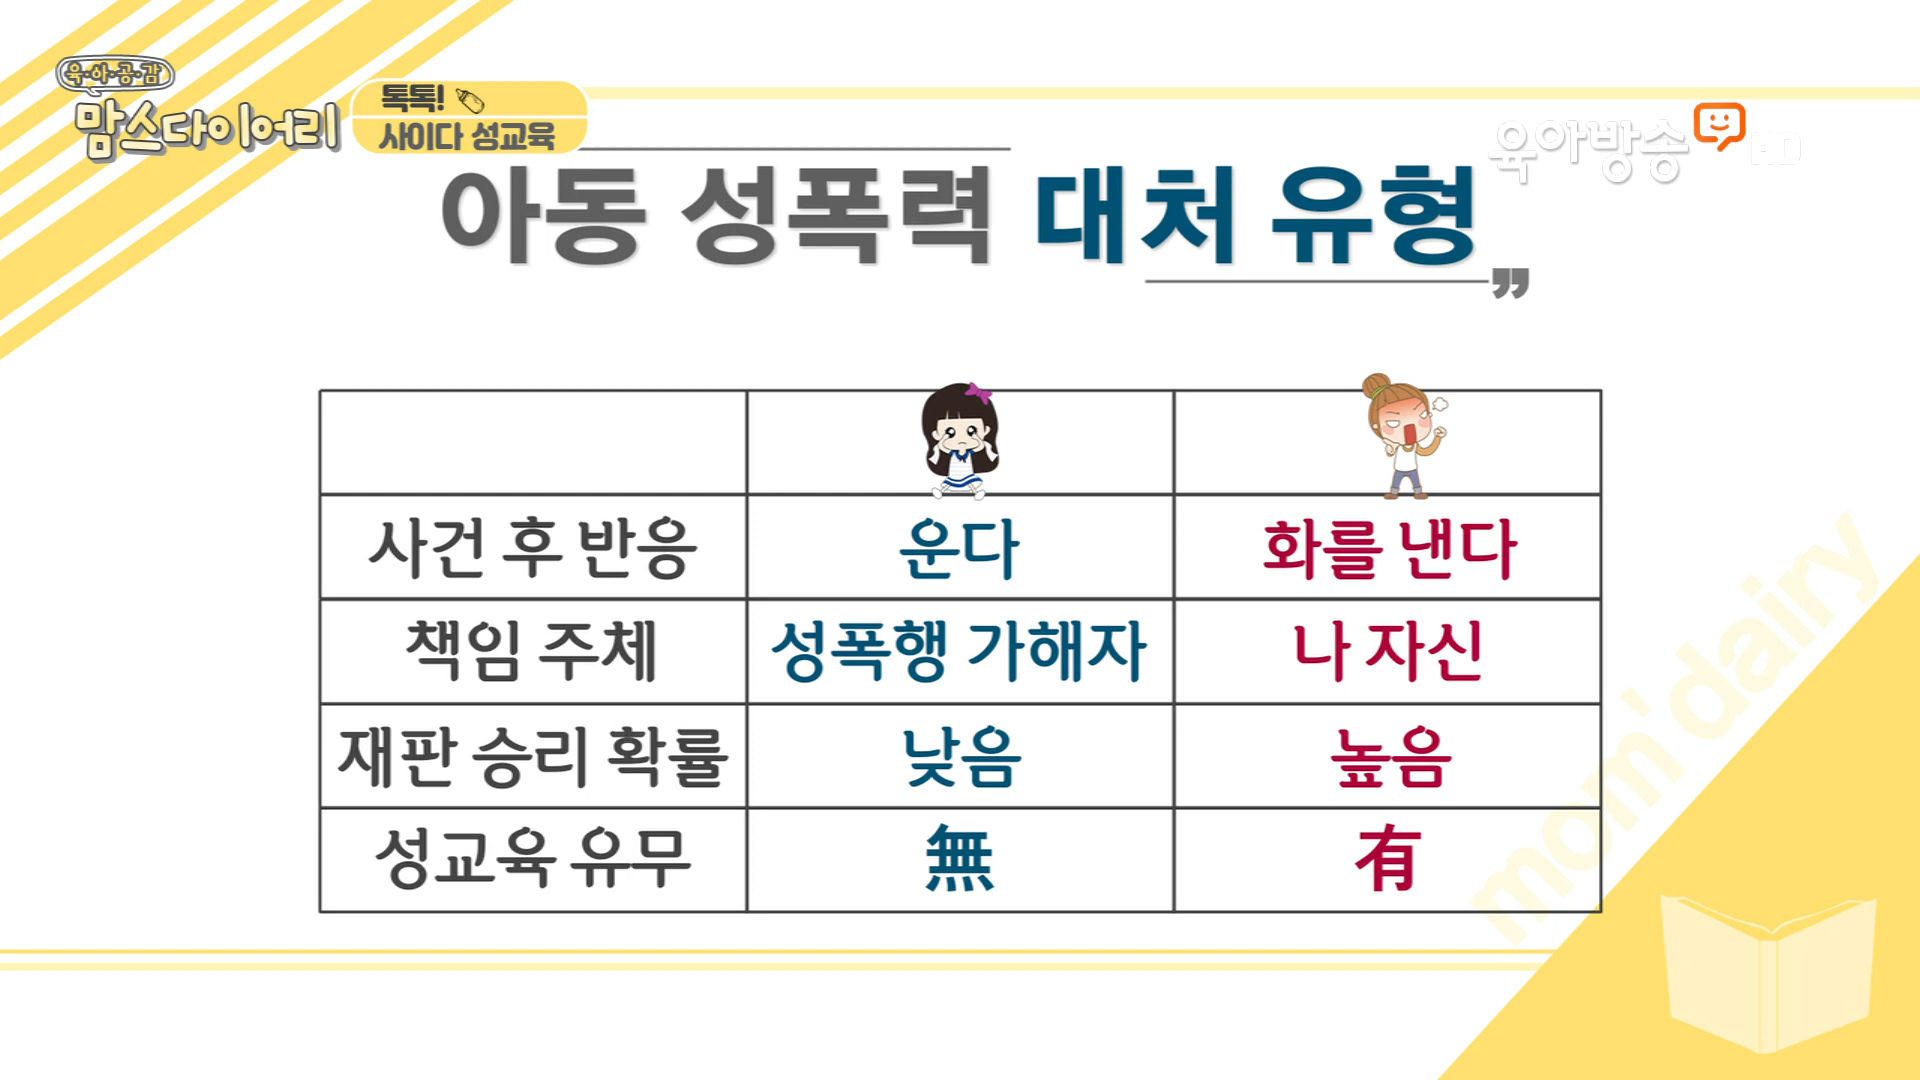 육·아·공·감
맘스다이어리
톡톡!
사이다 성교육
육아방송 HD
아동 성폭력 대처 유형
”
사건 후 반응 운다 화를 낸다
책임 주체 성폭행 가해자 나 자신
재판 승리 확률 낮음 높음
성교육 유무 無 有
mom'dairy